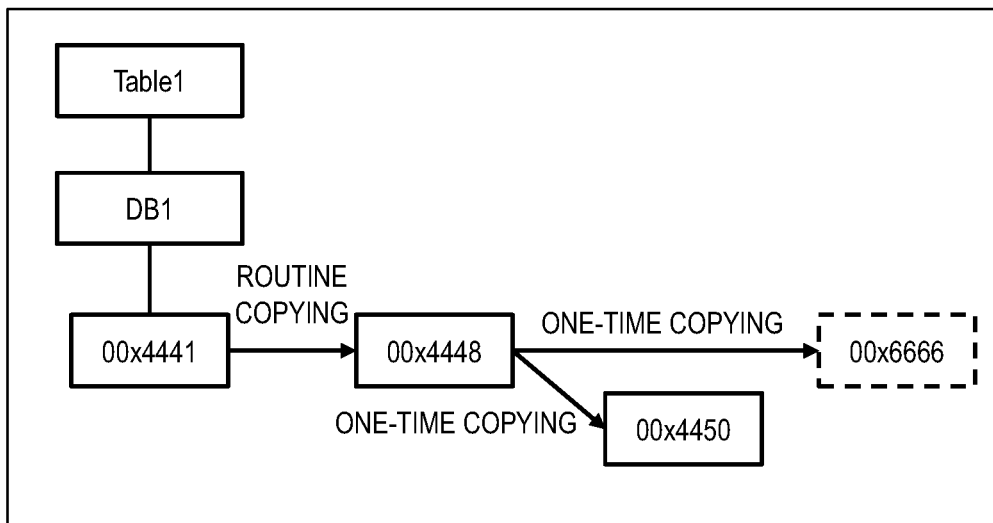 Table1
DB1
ROUTINE
COPYING
00x4441
00x4448
ONE-TIME COPYING
00x6666
ONE-TIME COPYING
00x4450